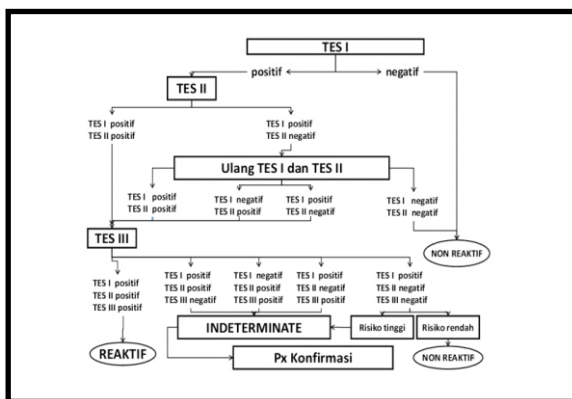 TES I
positif
negatif
TES II
TES I positif
TES II positif
TES I positif
TES II negatif
Ulang TES I dan TES II
TES I positif
TES II positif
TES I negatif
TES II positif
TES I positif
TES II negatif
TES I negatif
TES II negatif
TES III
NON REAKTIF
TES I positif
TES II positif
TES III positif
TES I positif
TES II positif
TES III negatif
TES I negatif
TES II positif
TES III positif
TES I positif
TES II negatif
TES III positif
TES I positif
TES II negatif
TES III negatif
INDETERMINATE
Risiko tinggi
Risiko rendah
REAKTIF
Px Konfirmasi
NON REAKTIF